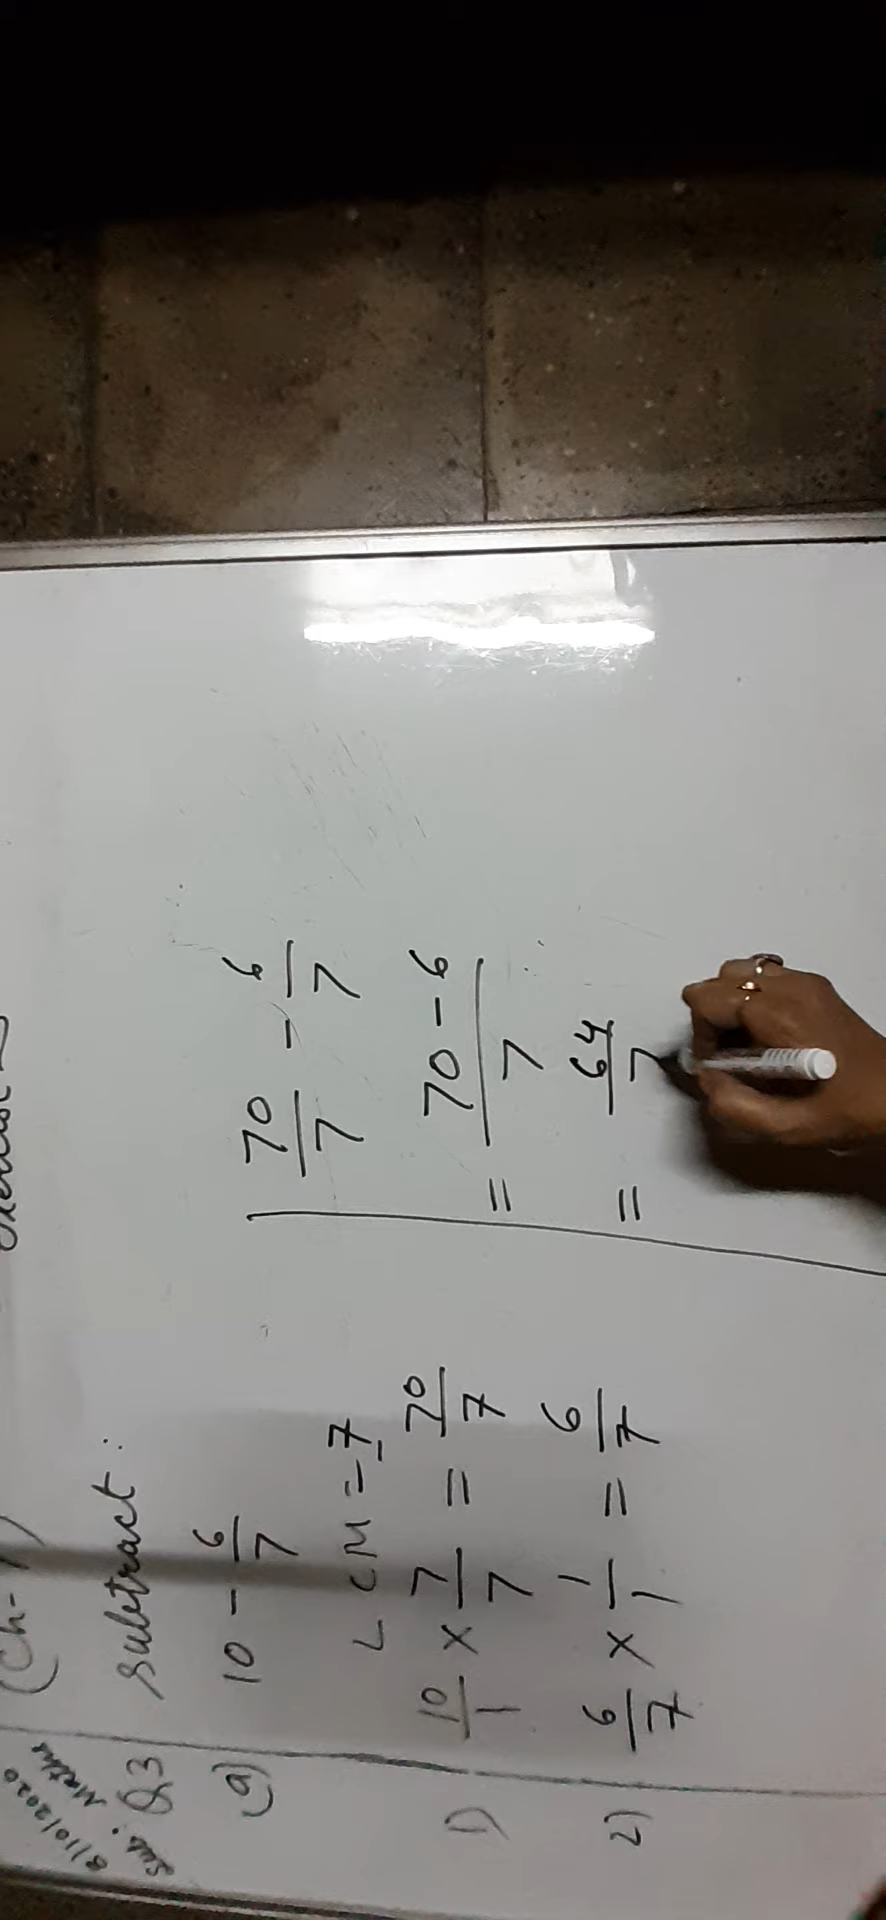 8/10/2020
Sub: Maths
(Ch-
Q3 subtract:
(a) 10 - 6/7
LCM = 7
1) 10/1 × 7/7 = 70/7
2) 6/7 × 1/1 = 6/7
70/7 - 6/7
= 70-6/7
= 64/7